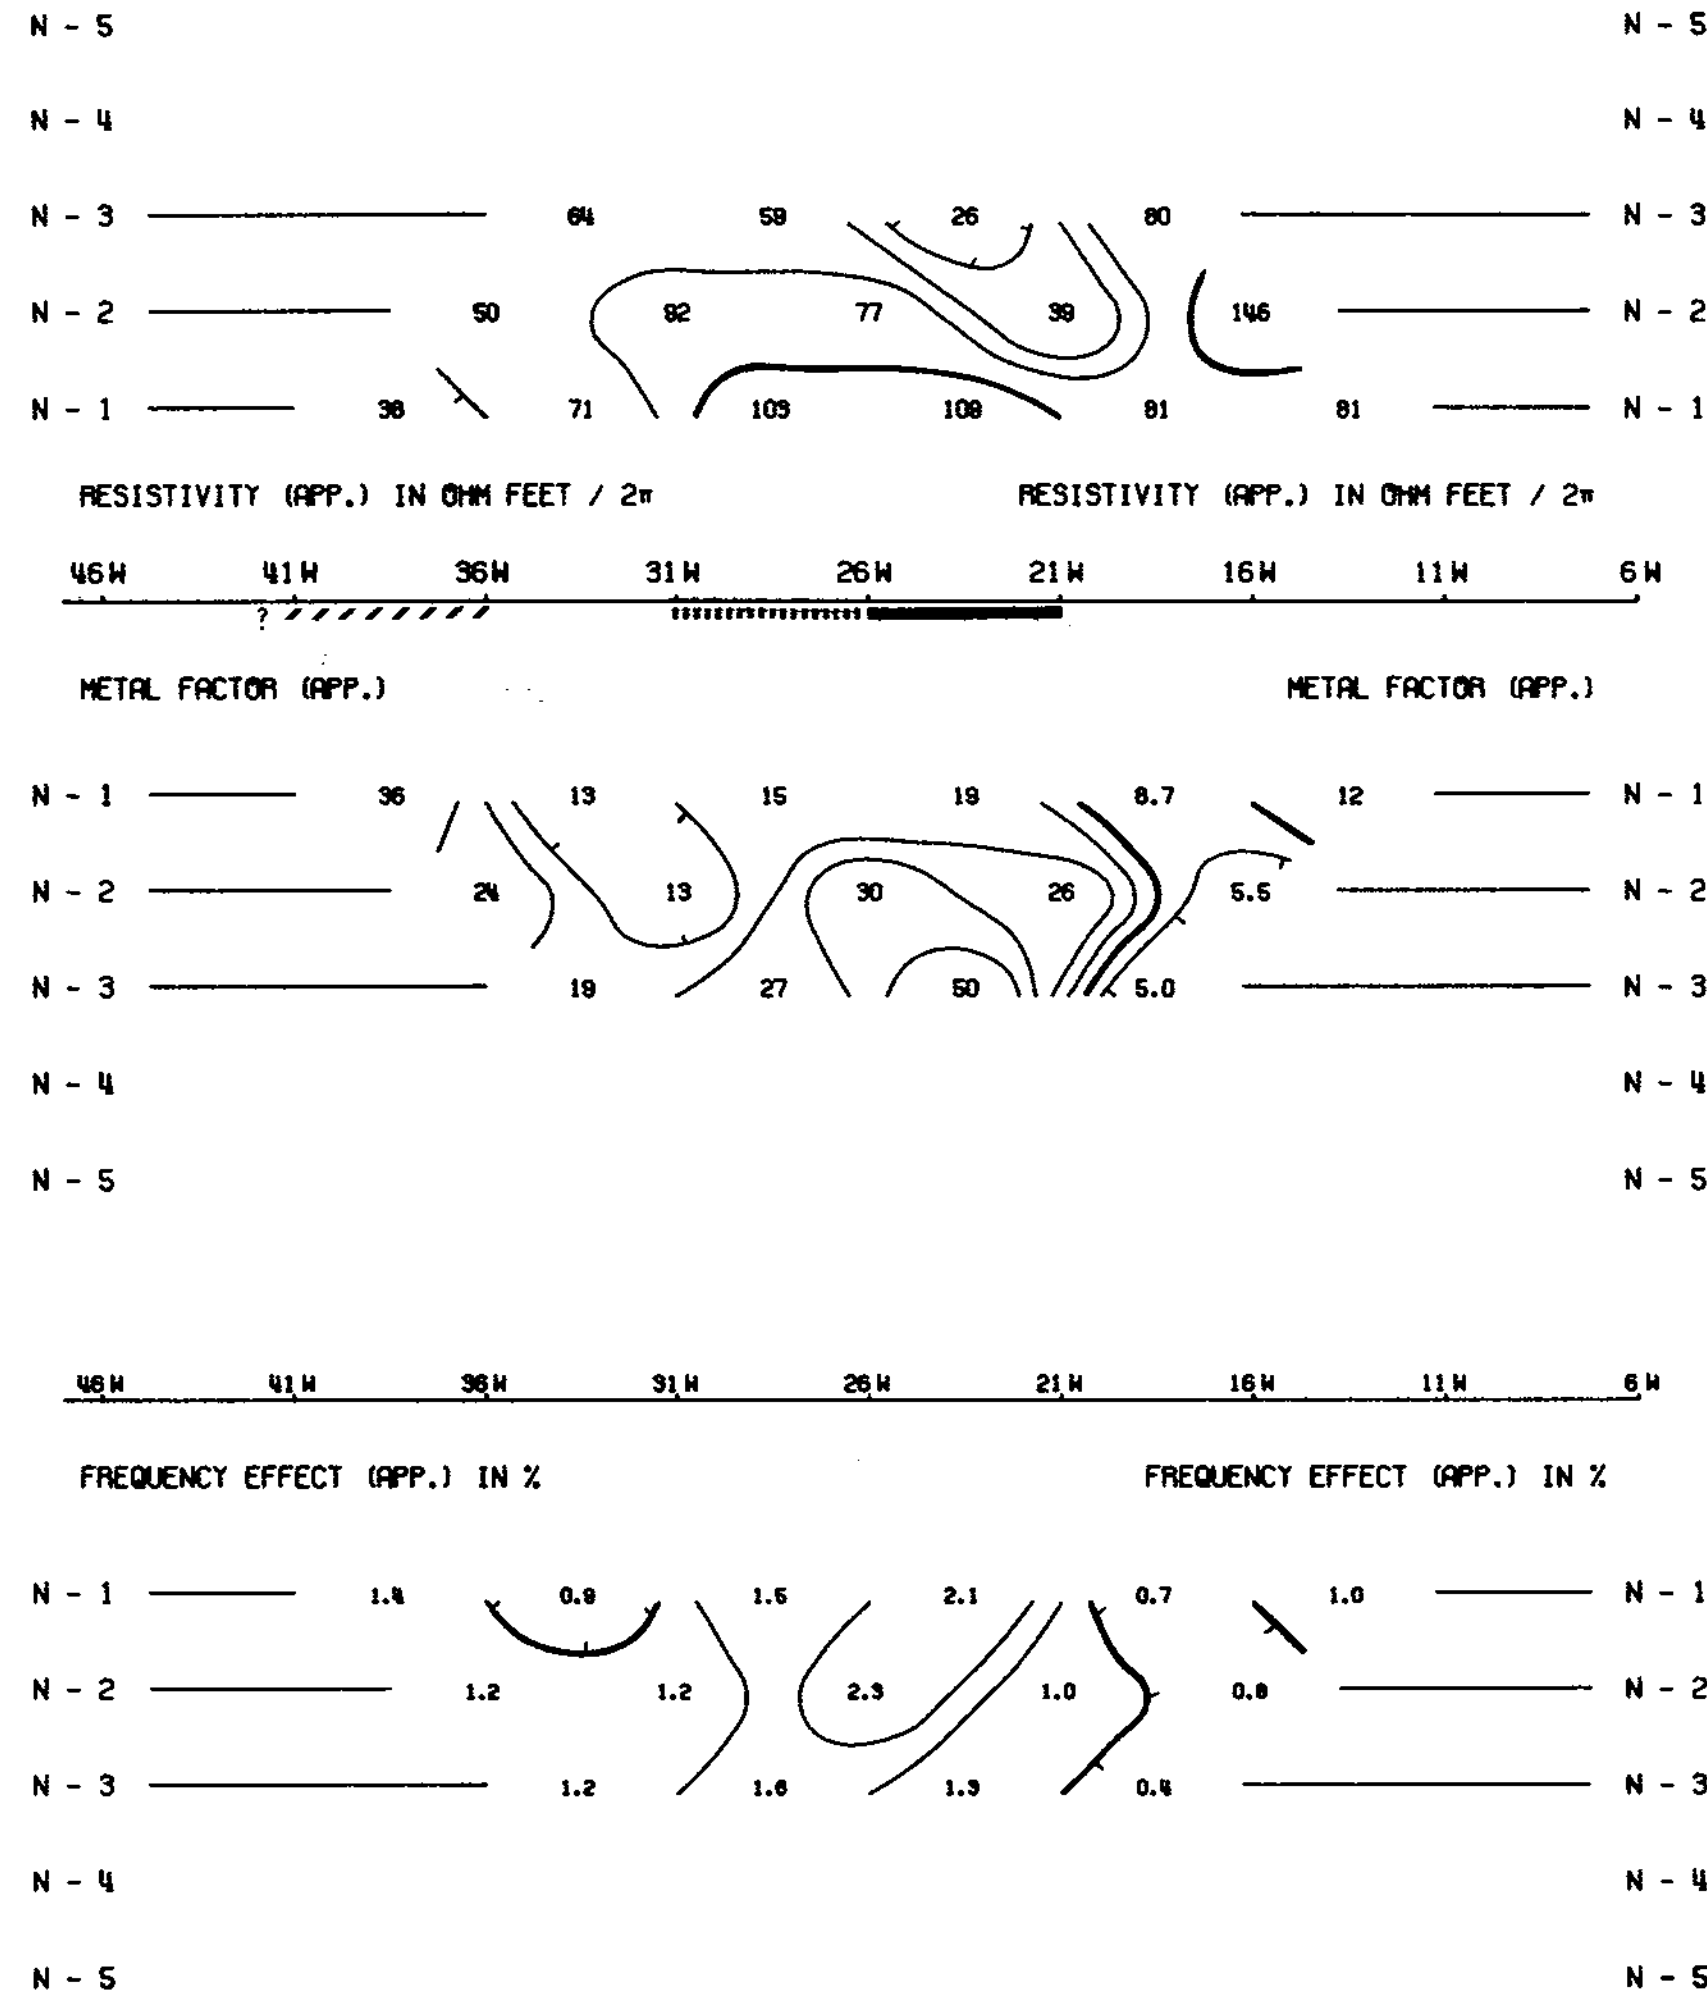 N - 5 N - 5
N - 4 N - 4
N - 3 64 59 26 80 N - 3
N - 2 50 92 77 39 146 N - 2
N - 1 38 71 103 109 81 81 N - 1
RESISTIVITY (APP.) IN OHM FEET / 2π RESISTIVITY (APP.) IN OHM FEET / 2π
46W 41W 36W 31W 26W 21W 16W 11W 6W
?
METAL FACTOR (APP.) METAL FACTOR (APP.)
N - 1 36 13 15 19 8.7 12 N - 1
N - 2 24 13 30 26 5.5 N - 2
N - 3 19 27 50 5.0 N - 3
N - 4 N - 4
N - 5 N - 5
46W 41W 36W 31W 26W 21W 16W 11W 6W
FREQUENCY EFFECT (APP.) IN % FREQUENCY EFFECT (APP.) IN %
N - 1 1.4 0.9 1.5 2.1 0.7 1.0 N - 1
N - 2 1.2 1.2 2.3 1.0 0.8 N - 2
N - 3 1.2 1.6 1.3 0.4 N - 3
N - 4 N - 4
N - 5 N - 5